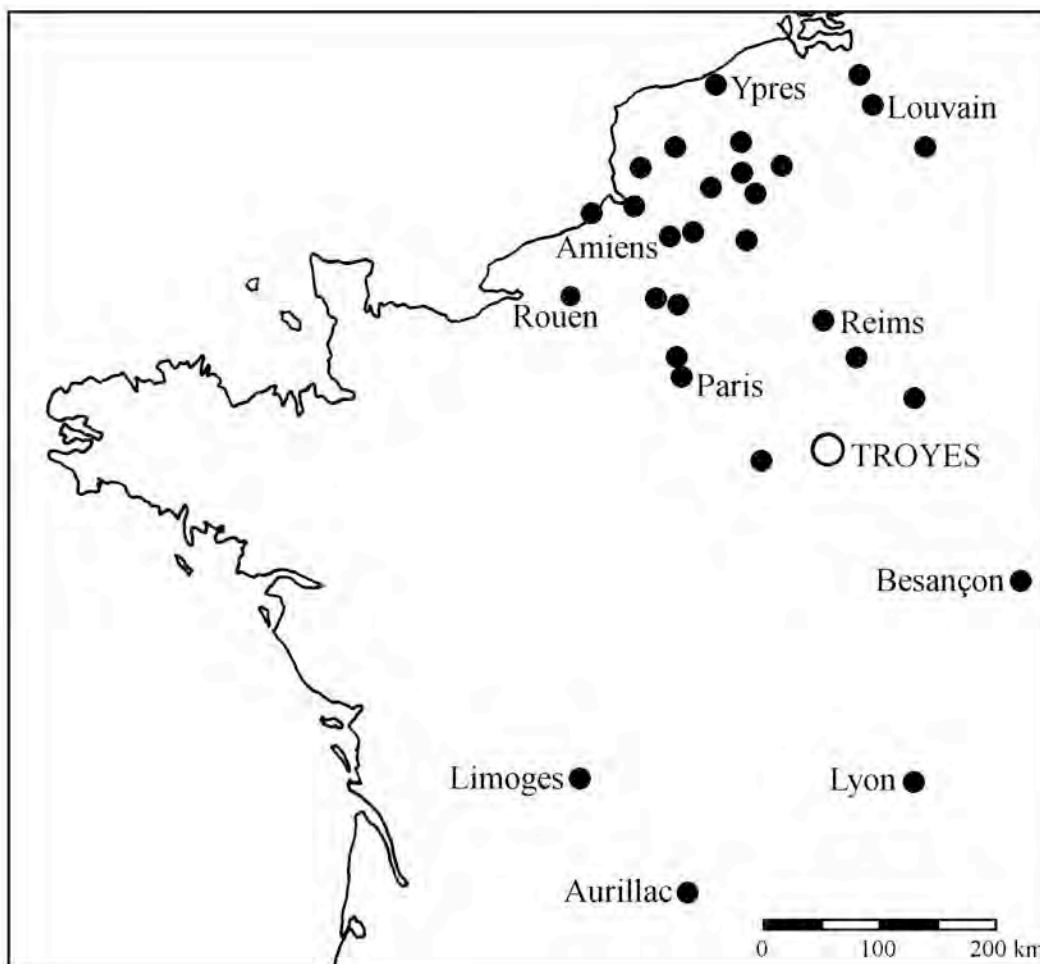 Ypres
Louvain
Amiens
Rouen
Reims
Paris
TROYES
Besançon
Limoges
Lyon
Aurillac
0 100 200 km